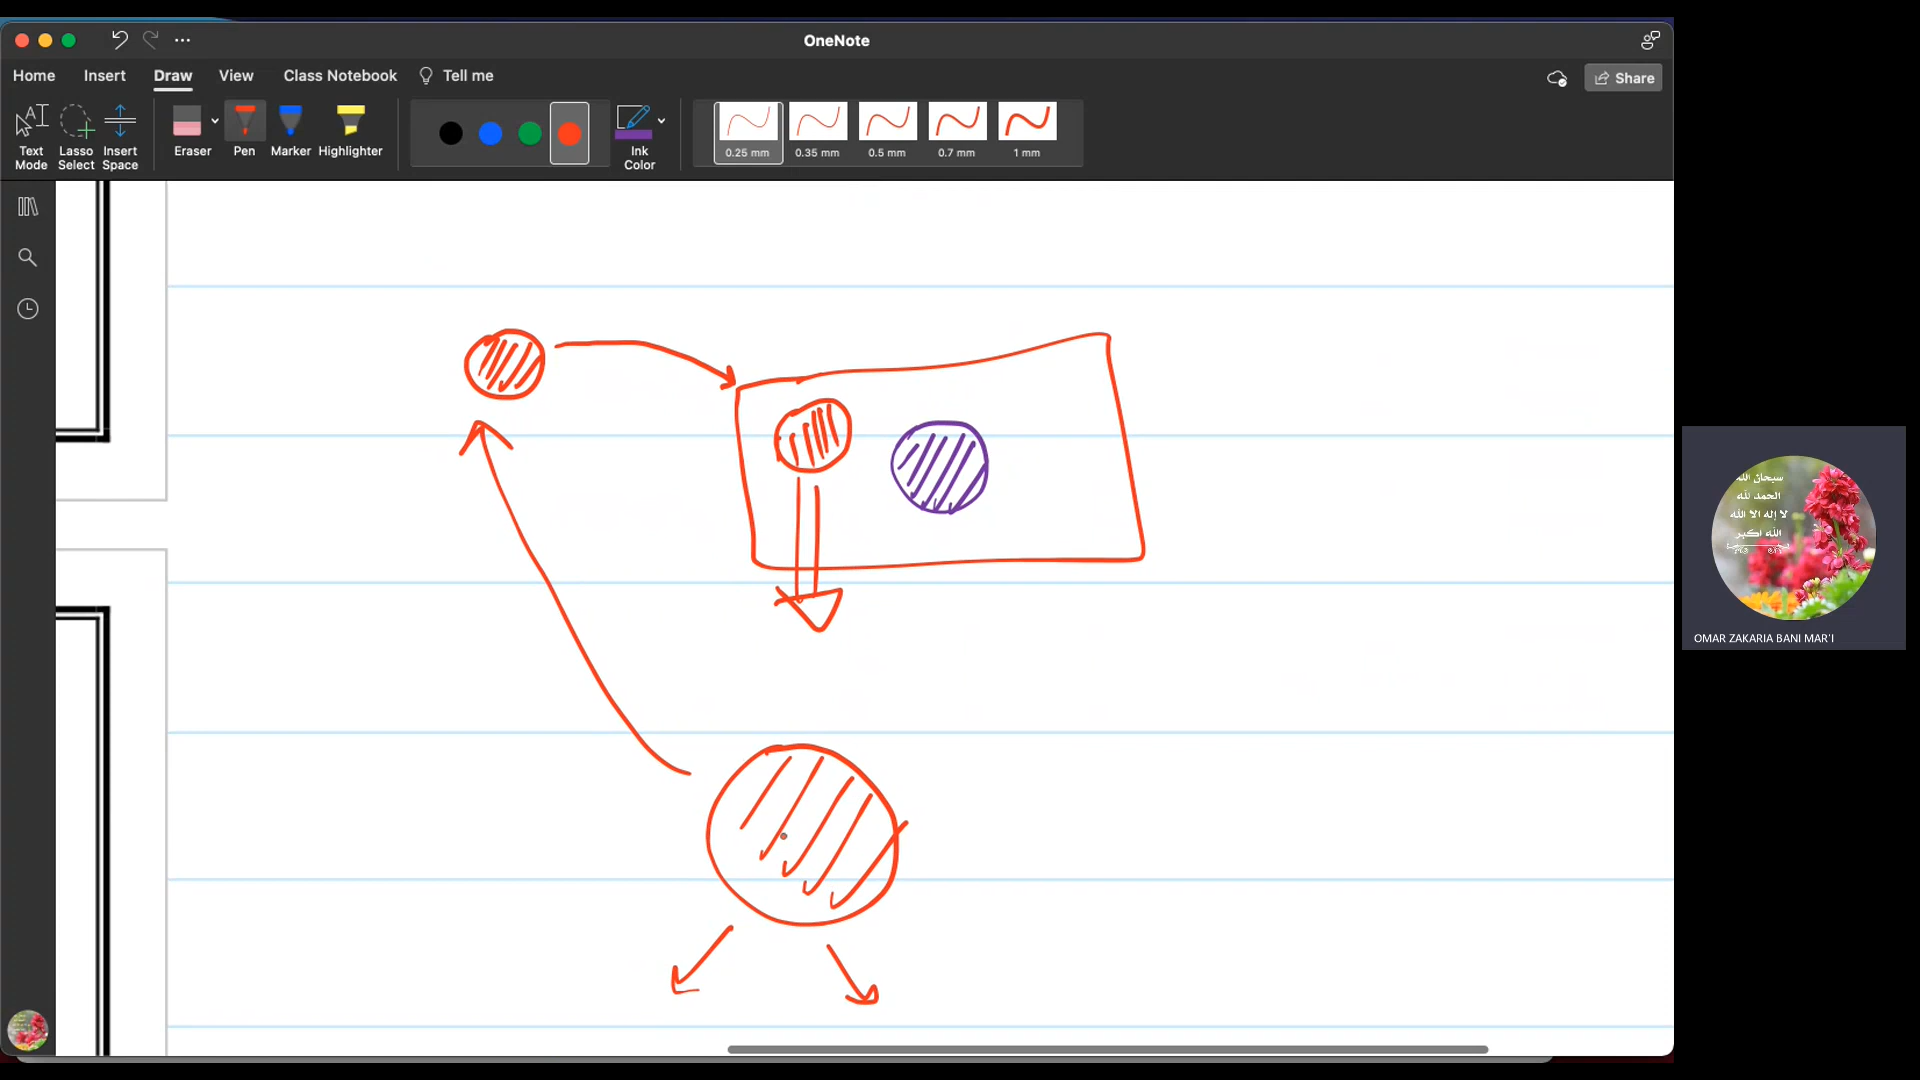 OneNote
Home Insert Draw View Class Notebook Tell me
Share
Text Mode
Lasso Select
Insert Space
Eraser
Pen
Marker
Highlighter
Ink Color
0.25 mm 0.35 mm 0.5 mm 0.7 mm 1 mm
سبحان الله
الحمد لله
لا إله الا الله
الله اكبر
OMAR ZAKARIA BANI MAR'I